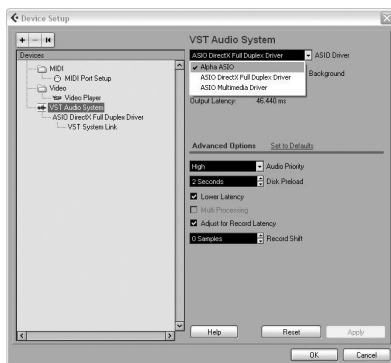 Device Setup
Devices
MIDI
MIDI Port Setup
Video
Video Player
VST Audio System
ASIO DirectX Full Duplex Driver
VST System Link
VST Audio System
ASIO DirectX Full Duplex Driver
ASIO Driver
Alpha ASIO
ASIO DirectX Full Duplex Driver
Background
ASIO Multimedia Driver
Output Latency: 46.440 ms
Advanced Options Set to Defaults
High Audio Priority
2 Seconds Disk Preload
Lower Latency
Multi Processing
Adjust for Record Latency
0 Samples Record Shift
Help Reset Apply
OK Cancel